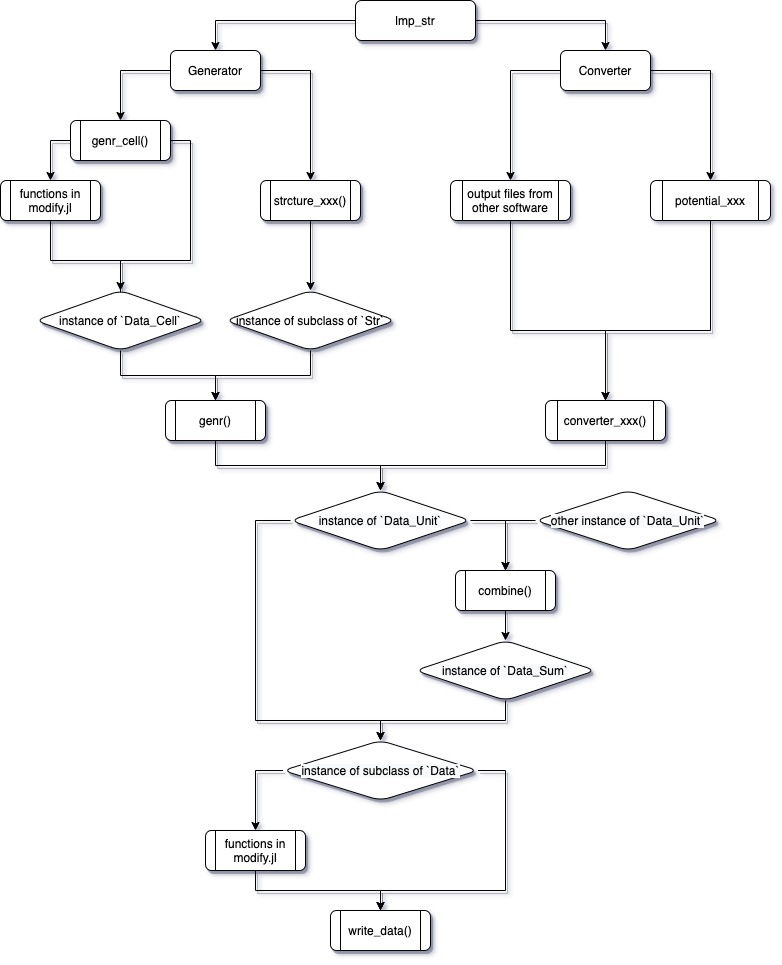 lmp_str
Generator
Converter
genr_cell()
functions in
modify.jl
strcture_xxx()
output files from
other software
potential_xxx
instance of `Data_Cell`
instance of subclass of `Str`
genr()
converter_xxx()
instance of `Data_Unit`
other instance of `Data_Unit`
combine()
instance of `Data_Sum`
instance of subclass of `Data`
functions in
modify.jl
write_data()